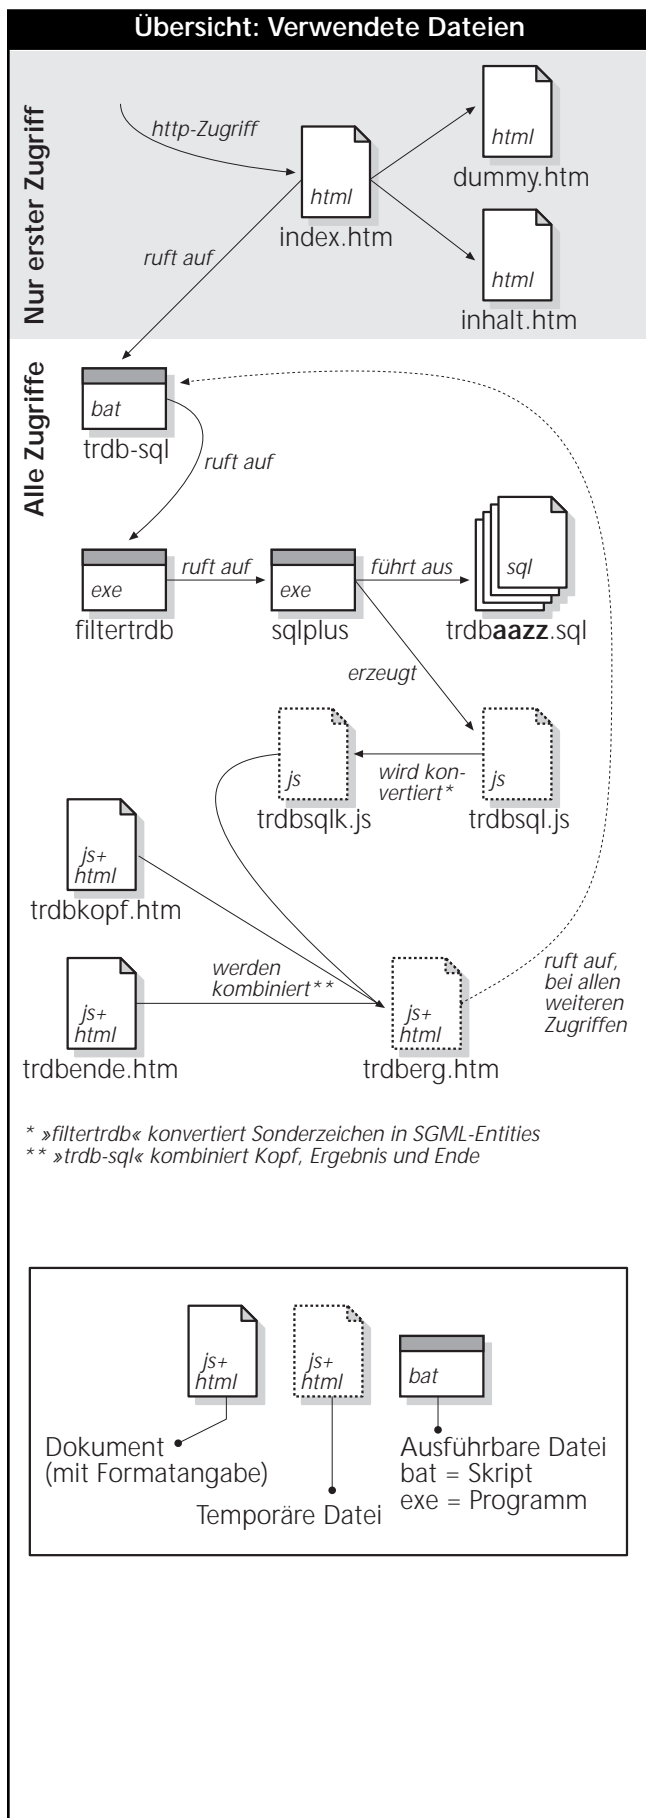 Übersicht: Verwendete Dateien
Nur erster Zugriff
http-Zugriff
html
index.htm
html
dummy.htm
html
inhalt.htm
ruft auf
Alle Zugriffe
bat
trdb-sql
ruft auf
exe
filtertrdb
ruft auf
exe
sqlplus
führt aus
sql
trdbaazz.sql
erzeugt
js
trdbsqlk.js
wird kon-
vertiert*
js
trdbsql.js
js+
html
trdbkopf.htm
werden
kombiniert**
js+
html
trdbende.htm
js+
html
trdberg.htm
ruft auf,
bei allen
weiteren
Zugriffen
* »filtertrdb« konvertiert Sonderzeichen in SGML-Entities
** »trdb-sql« kombiniert Kopf, Ergebnis und Ende
js+
html
js+
html
bat
Dokument
(mit Formatangabe)
Temporäre Datei
Ausführbare Datei
bat = Skript
exe = Programm